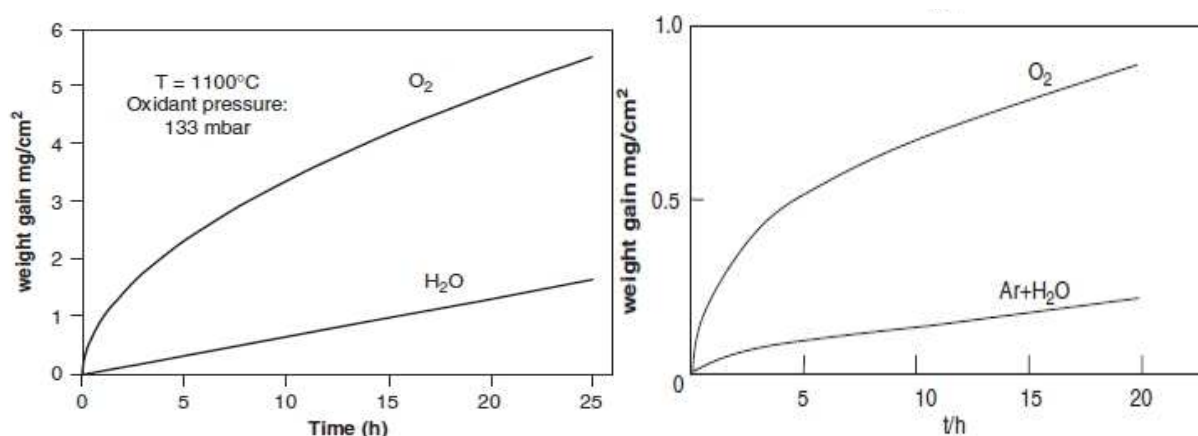 6
5
4
3
2
1
0
weight gain mg/cm²
T = 1100°C
Oxidant pressure:
133 mbar
O₂
H₂O
0 5 10 15 20 25
Time (h)
1.0
0.5
0
weight gain mg/cm²
O₂
Ar+H₂O
5 10 15 20
t/h